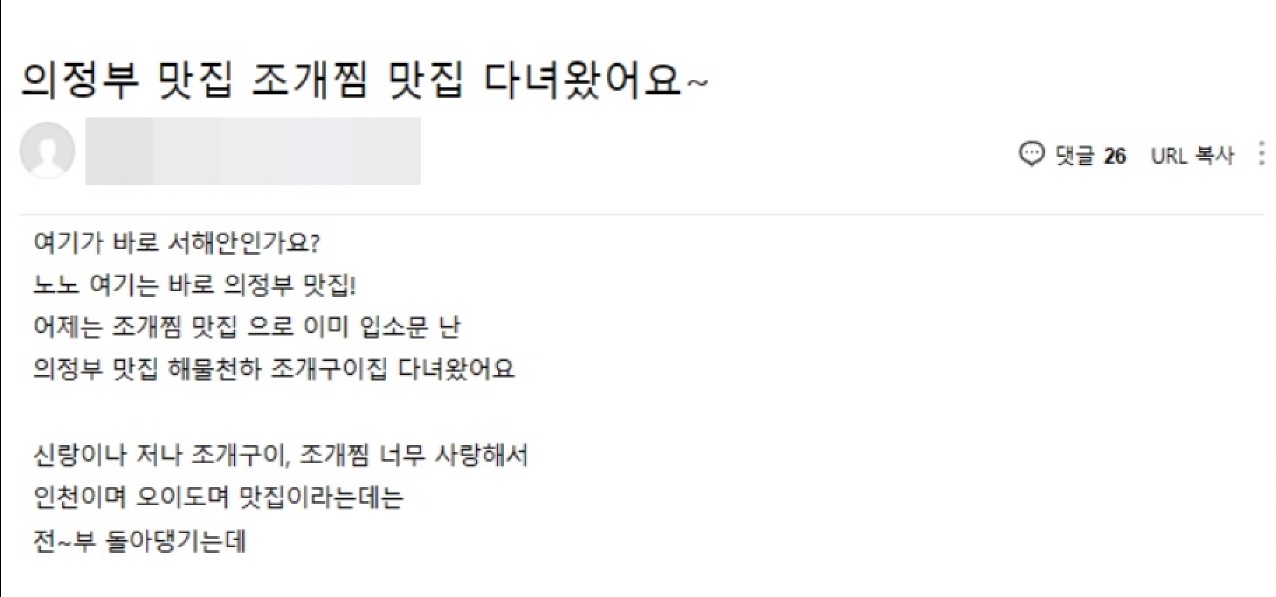 의정부 맛집 조개찜 맛집 다녀왔어요~
댓글 26 URL 복사
여기가 바로 서해안인가요?
노노 여기는 바로 의정부 맛집!
어제는 조개찜 맛집 으로 이미 입소문 난
의정부 맛집 해물천하 조개구이집 다녀왔어요
신랑이나 저나 조개구이, 조개찜 너무 사랑해서
인천이며 오이도며 맛집이라는데는
전~부 돌아댕기는데